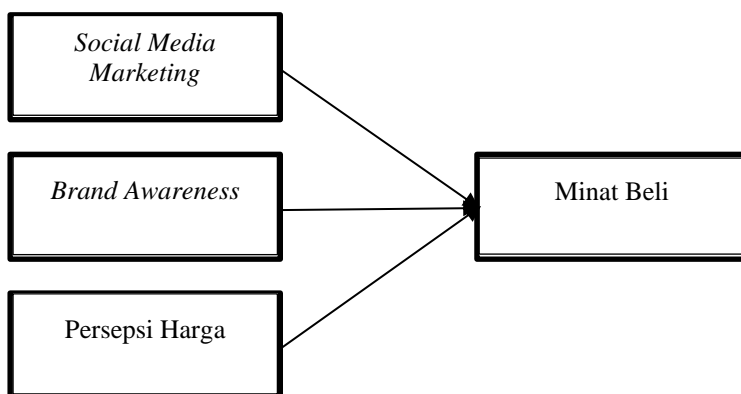 Social Media
Marketing
Brand Awareness
Minat Beli
Persepsi Harga